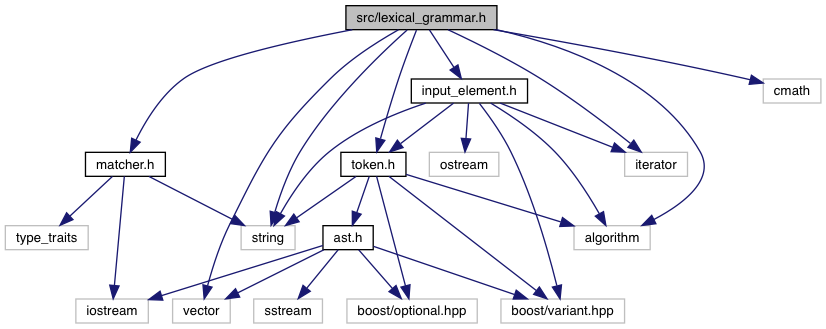 src/lexical_grammar.h
input_element.h
cmath
matcher.h
token.h
ostream
iterator
type_traits
string
ast.h
algorithm
iostream
vector
sstream
boost/optional.hpp
boost/variant.hpp